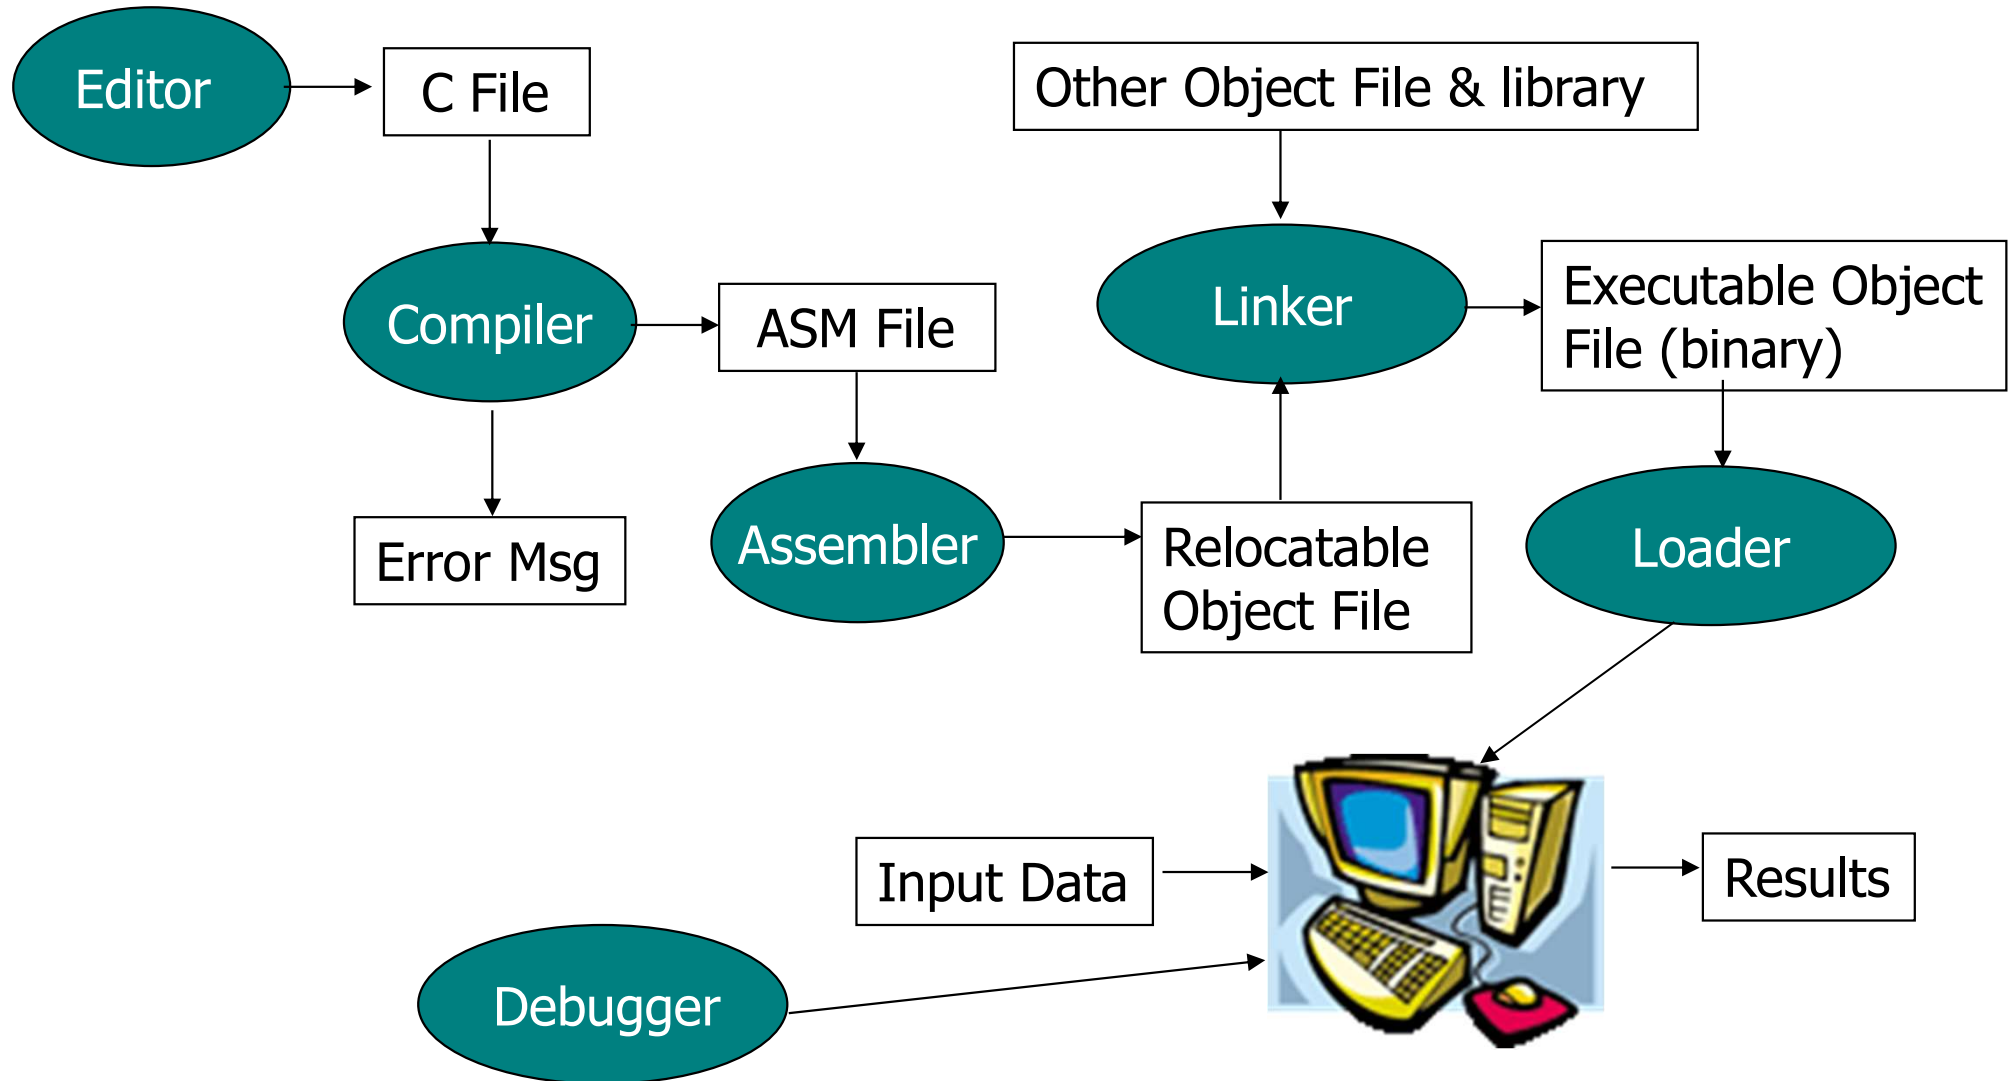 Editor
C File
Other Object File & library
Compiler
ASM File
Linker
Executable Object
File (binary)
Error Msg
Assembler
Relocatable
Object File
Loader
Input Data
Results
Debugger